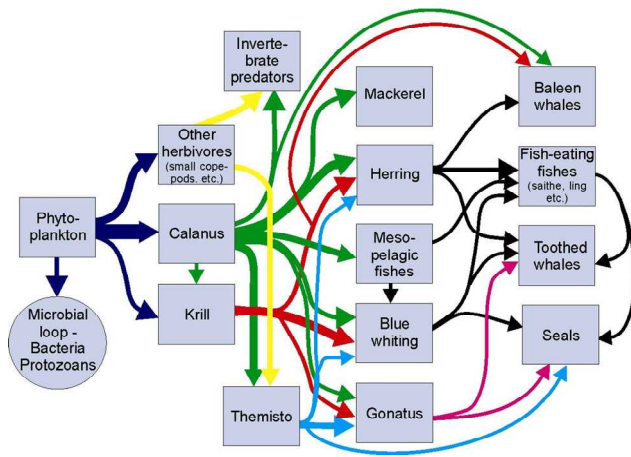 Inverte-
brate
predators
Mackerel
Baleen
whales
Other
herbivores
(small cope-
pods. etc.)
Herring
Fish-eating
fishes
(saithe, ling
etc.)
Phyto-
plankton
Calanus
Meso-
pelagic
fishes
Toothed
whales
Microbial
loop -
Bacteria
Protozoans
Krill
Blue
whiting
Seals
Themisto
Gonatus